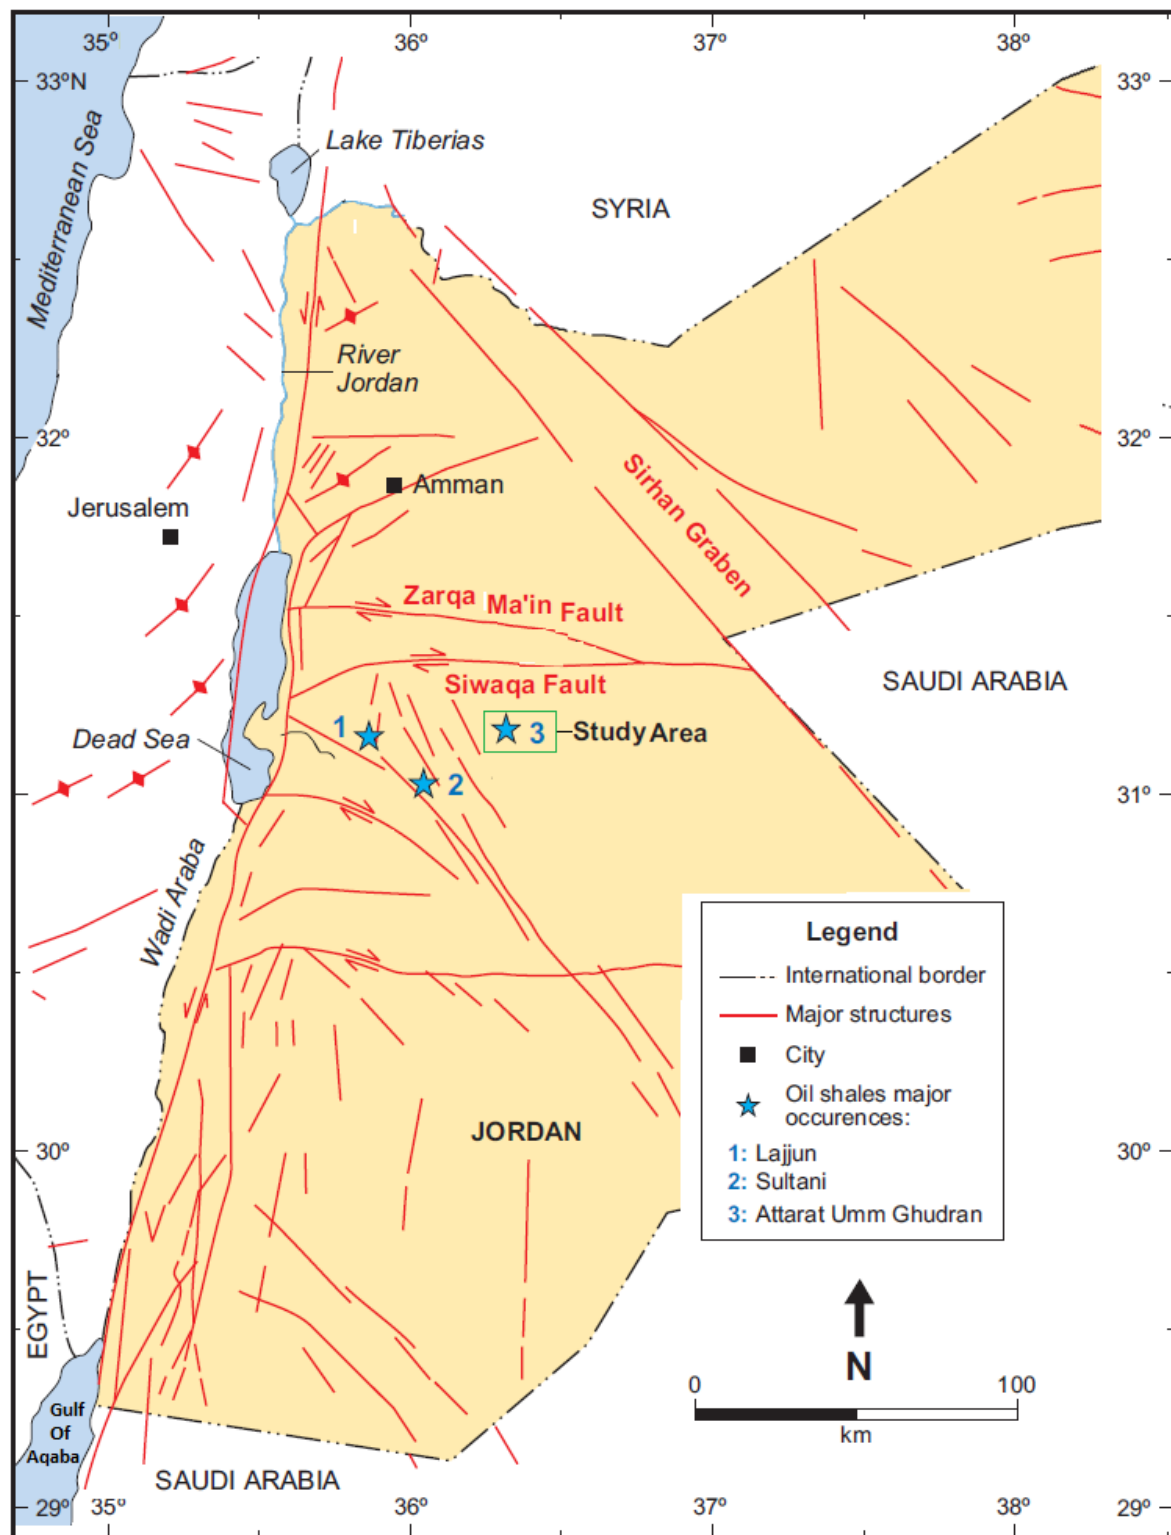 35º
36º
37º
38º
33ºN
33º
Mediterranean Sea
Lake Tiberias
SYRIA
River
Jordan
32º
32º
Jerusalem
Amman
Sirhan Graben
Zarqa Ma'in Fault
Siwaqa Fault
SAUDI ARABIA
1
3
Study Area
Dead Sea
2
31º
Wadi Araba
Legend
International border
Major structures
City
Oil shales major
occurences:
1: Lajjun
2: Sultani
3: Attarat Umm Ghudran
JORDAN
30º
30º
EGYPT
N
0
100
km
Gulf
Of
Aqaba
SAUDI ARABIA
29º
35º
36º
37º
38º
29º